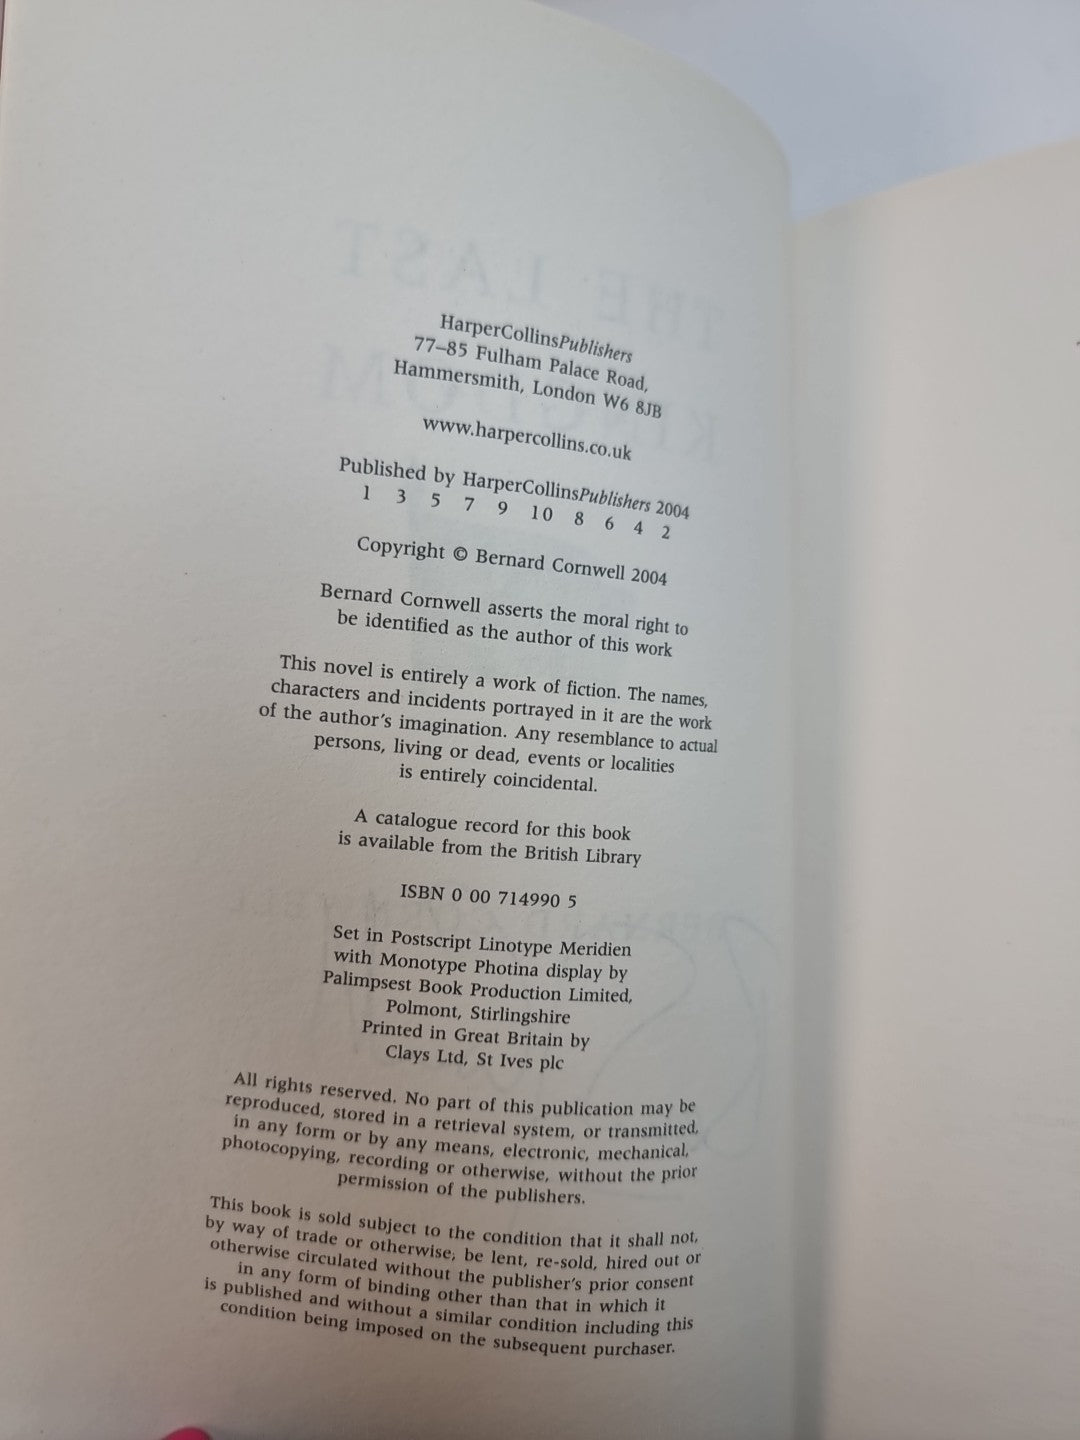 HarperCollinsPublishers
77–85 Fulham Palace Road,
Hammersmith, London W6 8JB
www.harpercollins.co.uk
Published by HarperCollinsPublishers 2004
1 3 5 7 9 10 8 6 4 2
Copyright © Bernard Cornwell 2004
Bernard Cornwell asserts the moral right to
be identified as the author of this work
This novel is entirely a work of fiction. The names,
characters and incidents portrayed in it are the work
of the author's imagination. Any resemblance to actual
persons, living or dead, events or localities
is entirely coincidental.
A catalogue record for this book
is available from the British Library
ISBN 0 00 714990 5
Set in Postscript Linotype Meridien
with Monotype Photina display by
Palimpsest Book Production Limited,
Polmont, Stirlingshire
Printed in Great Britain by
Clays Ltd, St Ives plc
All rights reserved. No part of this publication may be
reproduced, stored in a retrieval system, or transmitted,
in any form or by any means, electronic, mechanical,
photocopying, recording or otherwise, without the prior
permission of the publishers.
This book is sold subject to the condition that it shall not,
by way of trade or otherwise, be lent, re-sold, hired out or
otherwise circulated without the publisher's prior consent
in any form of binding other than that in which it
is published and without a similar condition including this
condition being imposed on the subsequent purchaser.